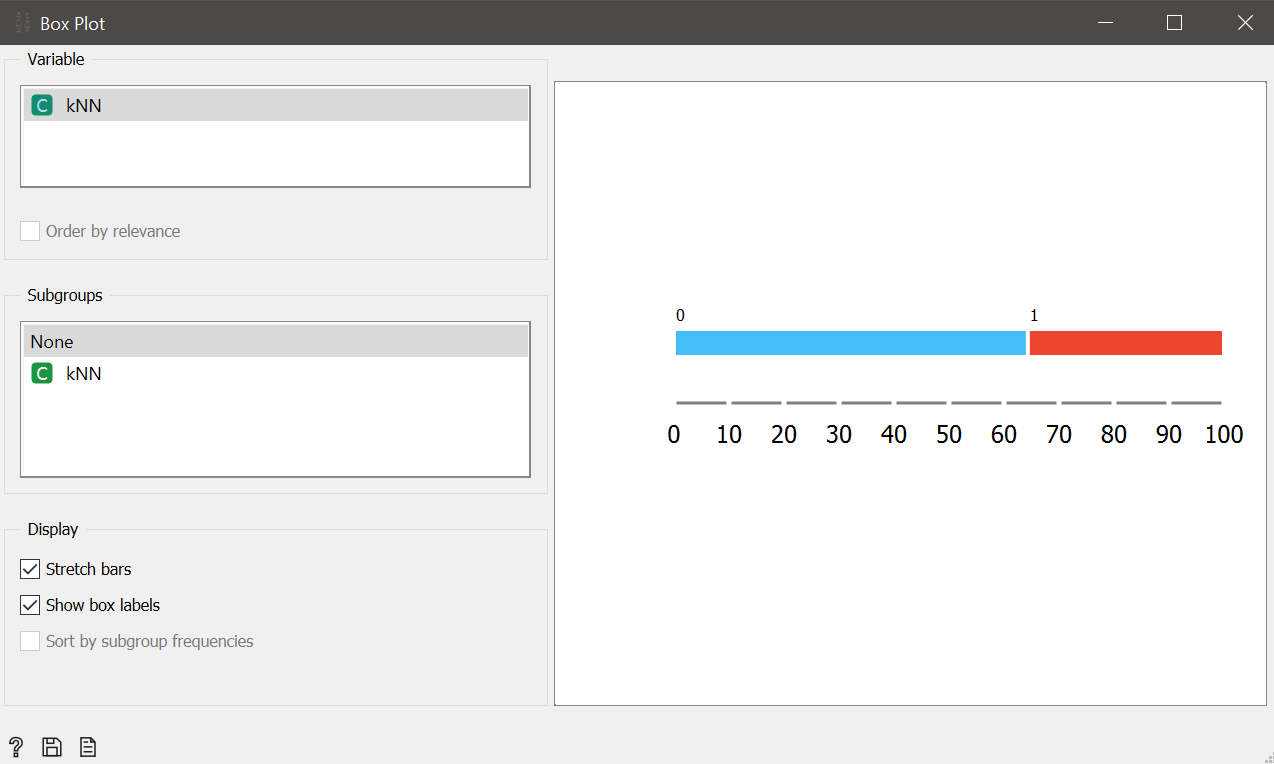 Box Plot
Variable
C kNN
Order by relevance
Subgroups
None
C kNN
Display
Stretch bars
Show box labels
Sort by subgroup frequencies
0 1
0 10 20 30 40 50 60 70 80 90 100
?